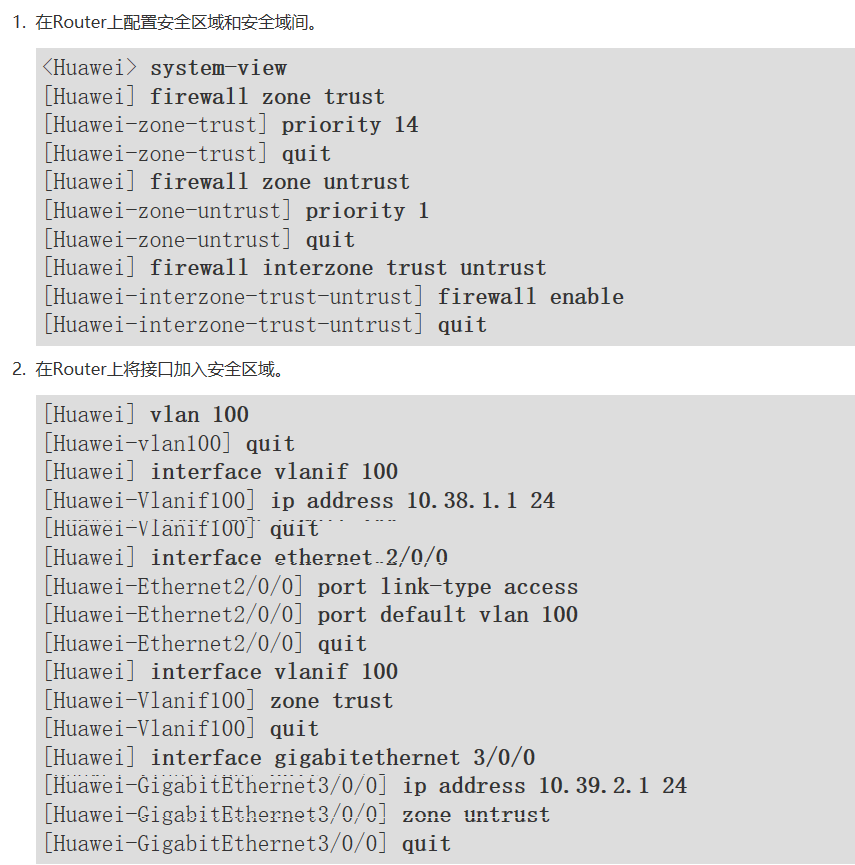 1. 在Router上配置安全区域和安全域间。
<Huawei> system-view
[Huawei] firewall zone trust
[Huawei-zone-trust] priority 14
[Huawei-zone-trust] quit
[Huawei] firewall zone untrust
[Huawei-zone-untrust] priority 1
[Huawei-zone-untrust] quit
[Huawei] firewall interzone trust untrust
[Huawei-interzone-trust-untrust] firewall enable
[Huawei-interzone-trust-untrust] quit
2. 在Router上将接口加入安全区域。
[Huawei] vlan 100
[Huawei-vlan100] quit
[Huawei] interface vlanif 100
[Huawei-Vlanif100] ip address 10.38.1.1 24
[Huawei-Vlanif100] quit
[Huawei] interface ethernet 2/0/0
[Huawei-Ethernet2/0/0] port link-type access
[Huawei-Ethernet2/0/0] port default vlan 100
[Huawei-Ethernet2/0/0] quit
[Huawei] interface vlanif 100
[Huawei-Vlanif100] zone trust
[Huawei-Vlanif100] quit
[Huawei] interface gigabitethernet 3/0/0
[Huawei-GigabitEthernet3/0/0] ip address 10.39.2.1 24
[Huawei-GigabitEthernet3/0/0] zone untrust
[Huawei-GigabitEthernet3/0/0] quit